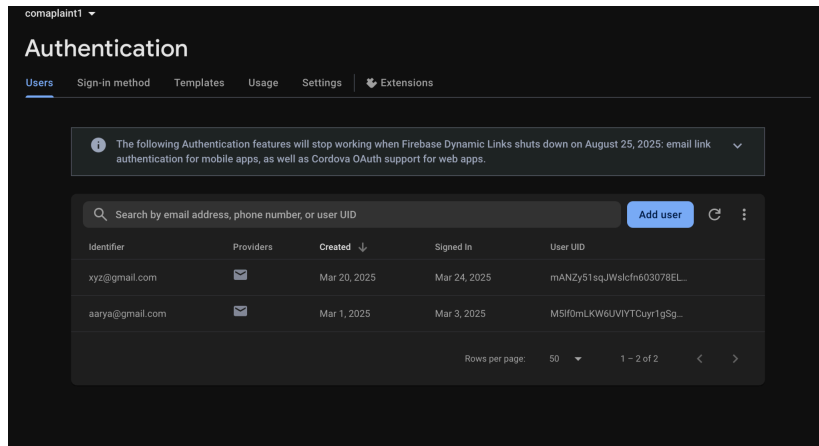 comaplaint1
Authentication
Users Sign-in method Templates Usage Settings Extensions
The following Authentication features will stop working when Firebase Dynamic Links shuts down on August 25, 2025: email link
authentication for mobile apps, as well as Cordova OAuth support for web apps.
Search by email address, phone number, or user UID Add user
Identifier Providers Created Signed In User UID
xyz@gmail.com Mar 20, 2025 Mar 24, 2025 mANZy51sqJWslcfn603078EL...
aarya@gmail.com Mar 1, 2025 Mar 3, 2025 M5lf0mLKW6UVIYTCuyr1gSg...
Rows per page: 50 1 – 2 of 2